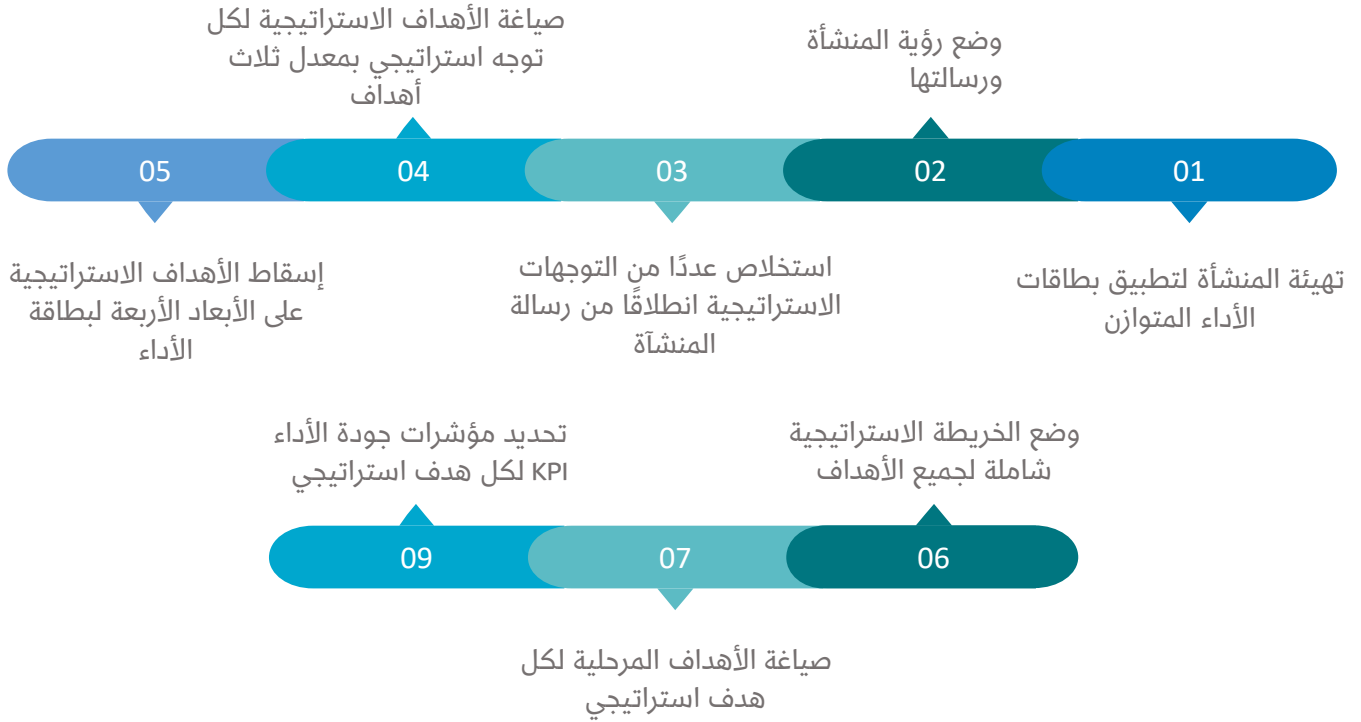 01
تهيئة المنشأة لتطبيق بطاقات
الأداء المتوازن
02
وضع رؤية المنشأة
ورسالتها
03
استخلاص عددًا من التوجهات
الاستراتيجية انطلاقًا من رسالة
المنشآة
04
صياغة الأهداف الاستراتيجية لكل
توجه استراتيجي بمعدل ثلاث
أهداف
05
إسقاط الأهداف الاستراتيجية
على الأبعاد الأربعة لبطاقة
الأداء
06
وضع الخريطة الاستراتيجية
شاملة لجميع الأهداف
07
صياغة الأهداف المرحلية لكل
هدف استراتيجي
09
تحديد مؤشرات جودة الأداء
KPI لكل هدف استراتيجي